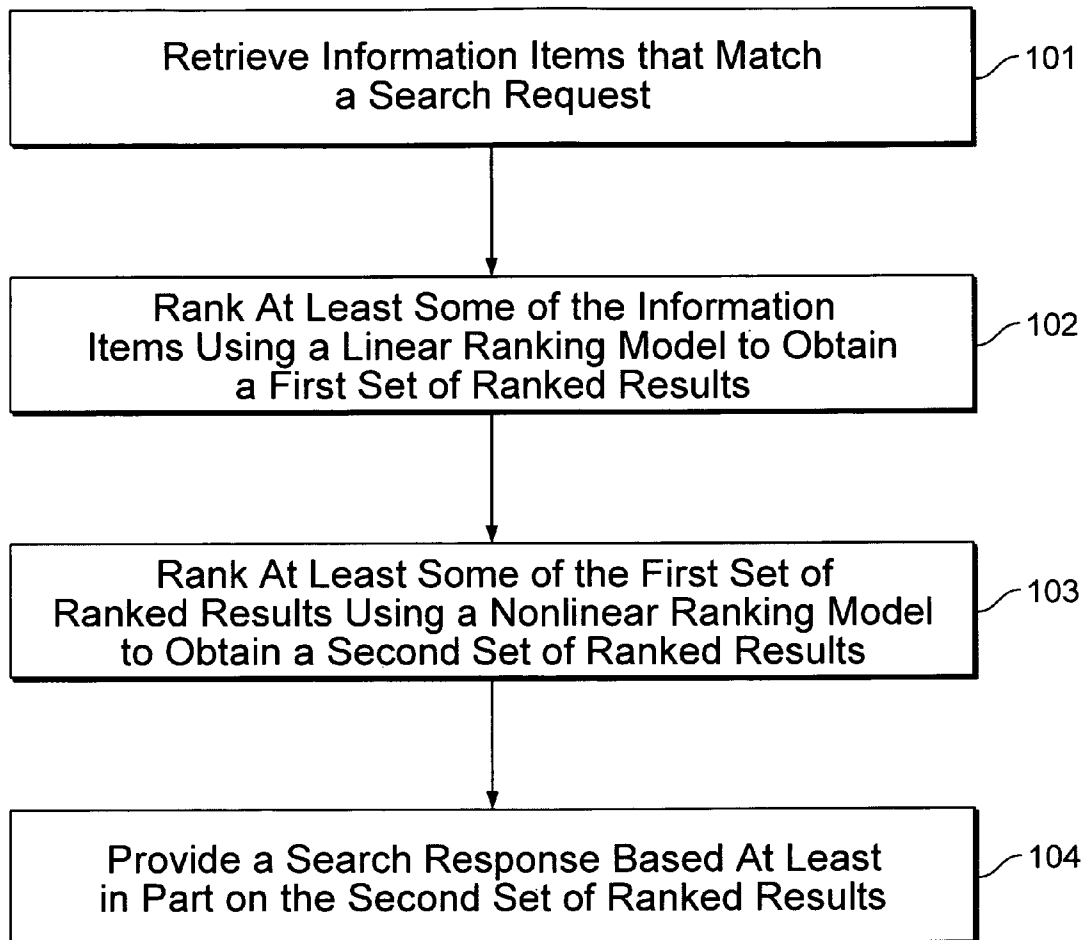 Retrieve Information Items that Match
a Search Request
101
Rank At Least Some of the Information
Items Using a Linear Ranking Model to Obtain
a First Set of Ranked Results
102
Rank At Least Some of the First Set of
Ranked Results Using a Nonlinear Ranking Model
to Obtain a Second Set of Ranked Results
103
Provide a Search Response Based At Least
in Part on the Second Set of Ranked Results
104